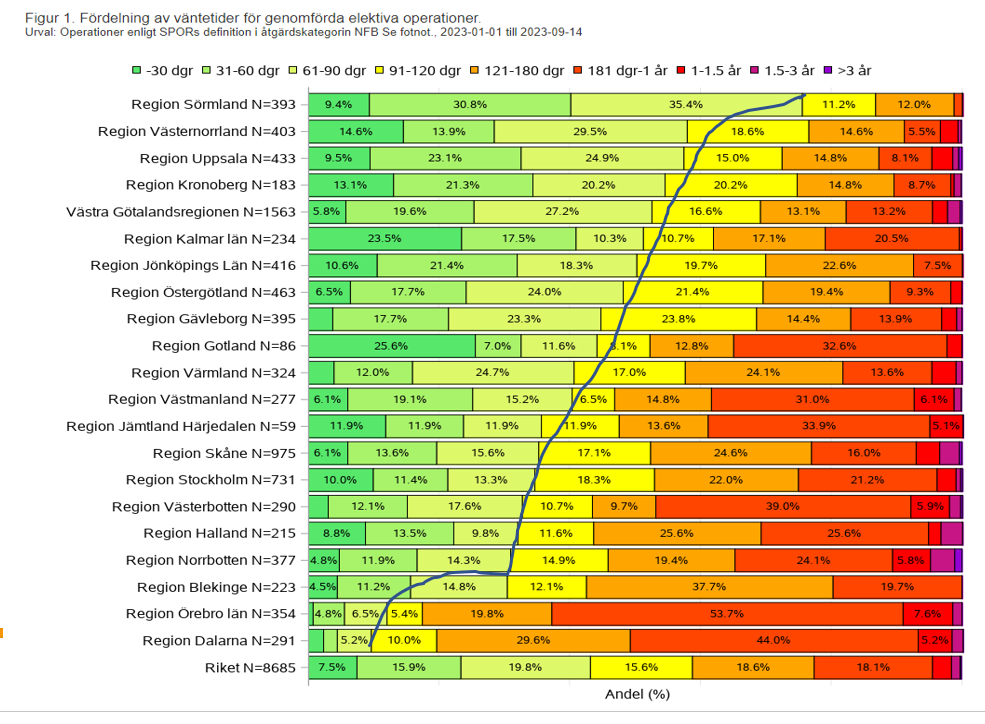 Figur 1. Fördelning av väntetider för genomförda elektiva operationer.
Urval: Operationer enligt SPORs definition i åtgärdskategorin NFB Se fotnot., 2023-01-01 till 2023-09-14
-30 dgr 31-60 dgr 61-90 dgr 91-120 dgr 121-180 dgr 181 dgr-1 år 1-1.5 år 1.5-3 år >3 år
Region Sörmland N=393 9.4% 30.8% 35.4% 11.2% 12.0%
Region Västernorrland N=403 14.6% 13.9% 29.5% 18.6% 14.6% 5.5%
Region Uppsala N=433 9.5% 23.1% 24.9% 15.0% 14.8% 8.1%
Region Kronoberg N=183 13.1% 21.3% 20.2% 20.2% 14.8% 8.7%
Västra Götalandsregionen N=1563 5.8% 19.6% 27.2% 16.6% 13.1% 13.2%
Region Kalmar län N=234 23.5% 17.5% 10.3% 10.7% 17.1% 20.5%
Region Jönköpings Län N=416 10.6% 21.4% 18.3% 19.7% 22.6% 7.5%
Region Östergötland N=463 6.5% 17.7% 24.0% 21.4% 19.4% 9.3%
Region Gävleborg N=395 17.7% 23.3% 23.8% 14.4% 13.9%
Region Gotland N=86 25.6% 7.0% 11.6% 8.1% 12.8% 32.6%
Region Värmland N=324 12.0% 24.7% 17.0% 24.1% 13.6%
Region Västmanland N=277 6.1% 19.1% 15.2% 6.5% 14.8% 31.0% 6.1%
Region Jämtland Härjedalen N=59 11.9% 11.9% 11.9% 11.9% 13.6% 33.9% 5.1%
Region Skåne N=975 6.1% 13.6% 15.6% 17.1% 24.6% 16.0%
Region Stockholm N=731 10.0% 11.4% 13.3% 18.3% 22.0% 21.2%
Region Västerbotten N=290 12.1% 17.6% 10.7% 9.7% 39.0% 5.9%
Region Halland N=215 8.8% 13.5% 9.8% 11.6% 25.6% 25.6%
Region Norrbotten N=377 4.8% 11.9% 14.3% 14.9% 19.4% 24.1% 5.8%
Region Blekinge N=223 4.5% 11.2% 14.8% 12.1% 37.7% 19.7%
Region Örebro län N=354 4.8% 6.5% 5.4% 19.8% 53.7% 7.6%
Region Dalarna N=291 5.2% 10.0% 29.6% 44.0% 5.2%
Riket N=8685 7.5% 15.9% 19.8% 15.6% 18.6% 18.1%
Andel (%)